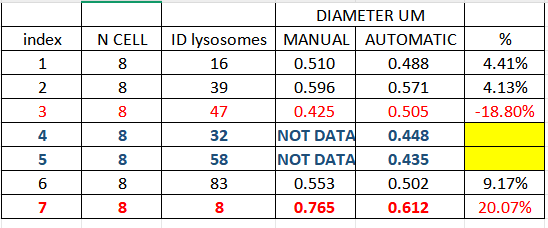 DIAMETER UM
index N CELL ID lysosomes MANUAL AUTOMATIC %
1 8 16 0.510 0.488 4.41%
2 8 39 0.596 0.571 4.13%
3 8 47 0.425 0.505 -18.80%
4 8 32 NOT DATA 0.448
5 8 58 NOT DATA 0.435
6 8 83 0.553 0.502 9.17%
7 8 8 0.765 0.612 20.07%